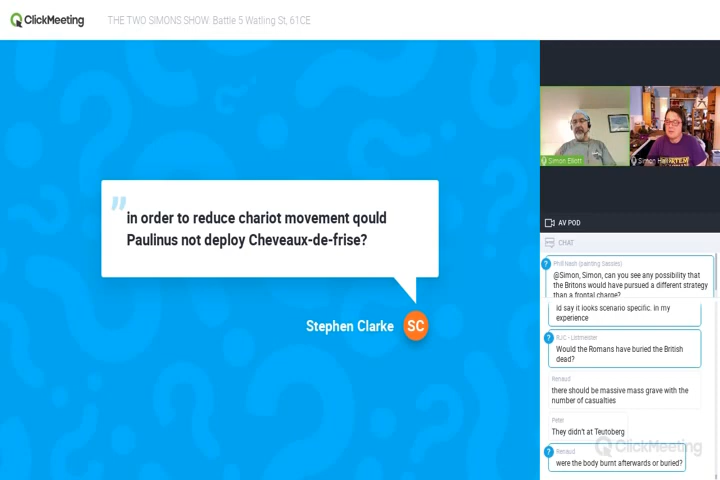 ClickMeeting
THE TWO SIMONS SHOW. Battle 5 Watling St, 61CE
"
in order to reduce chariot movement qould
Paulinus not deploy Cheveaux-de-frise?
Stephen Clarke SC
Simon Elliott
Simon
AV POD
CHAT
?
@Simon, Simon, can you see any possibility that
the Britons would have pursued a different strategy
than a frontal charge?
Id say it looks scenario specific. In my
experience
?
Would the Romans have buried the British
dead?
Renaud
there should be massive mass grave with the
number of casualties
Peter
They didn't at Teutoberg
ClickMeeting
? Renaud
were the body burnt afterwards or buried?